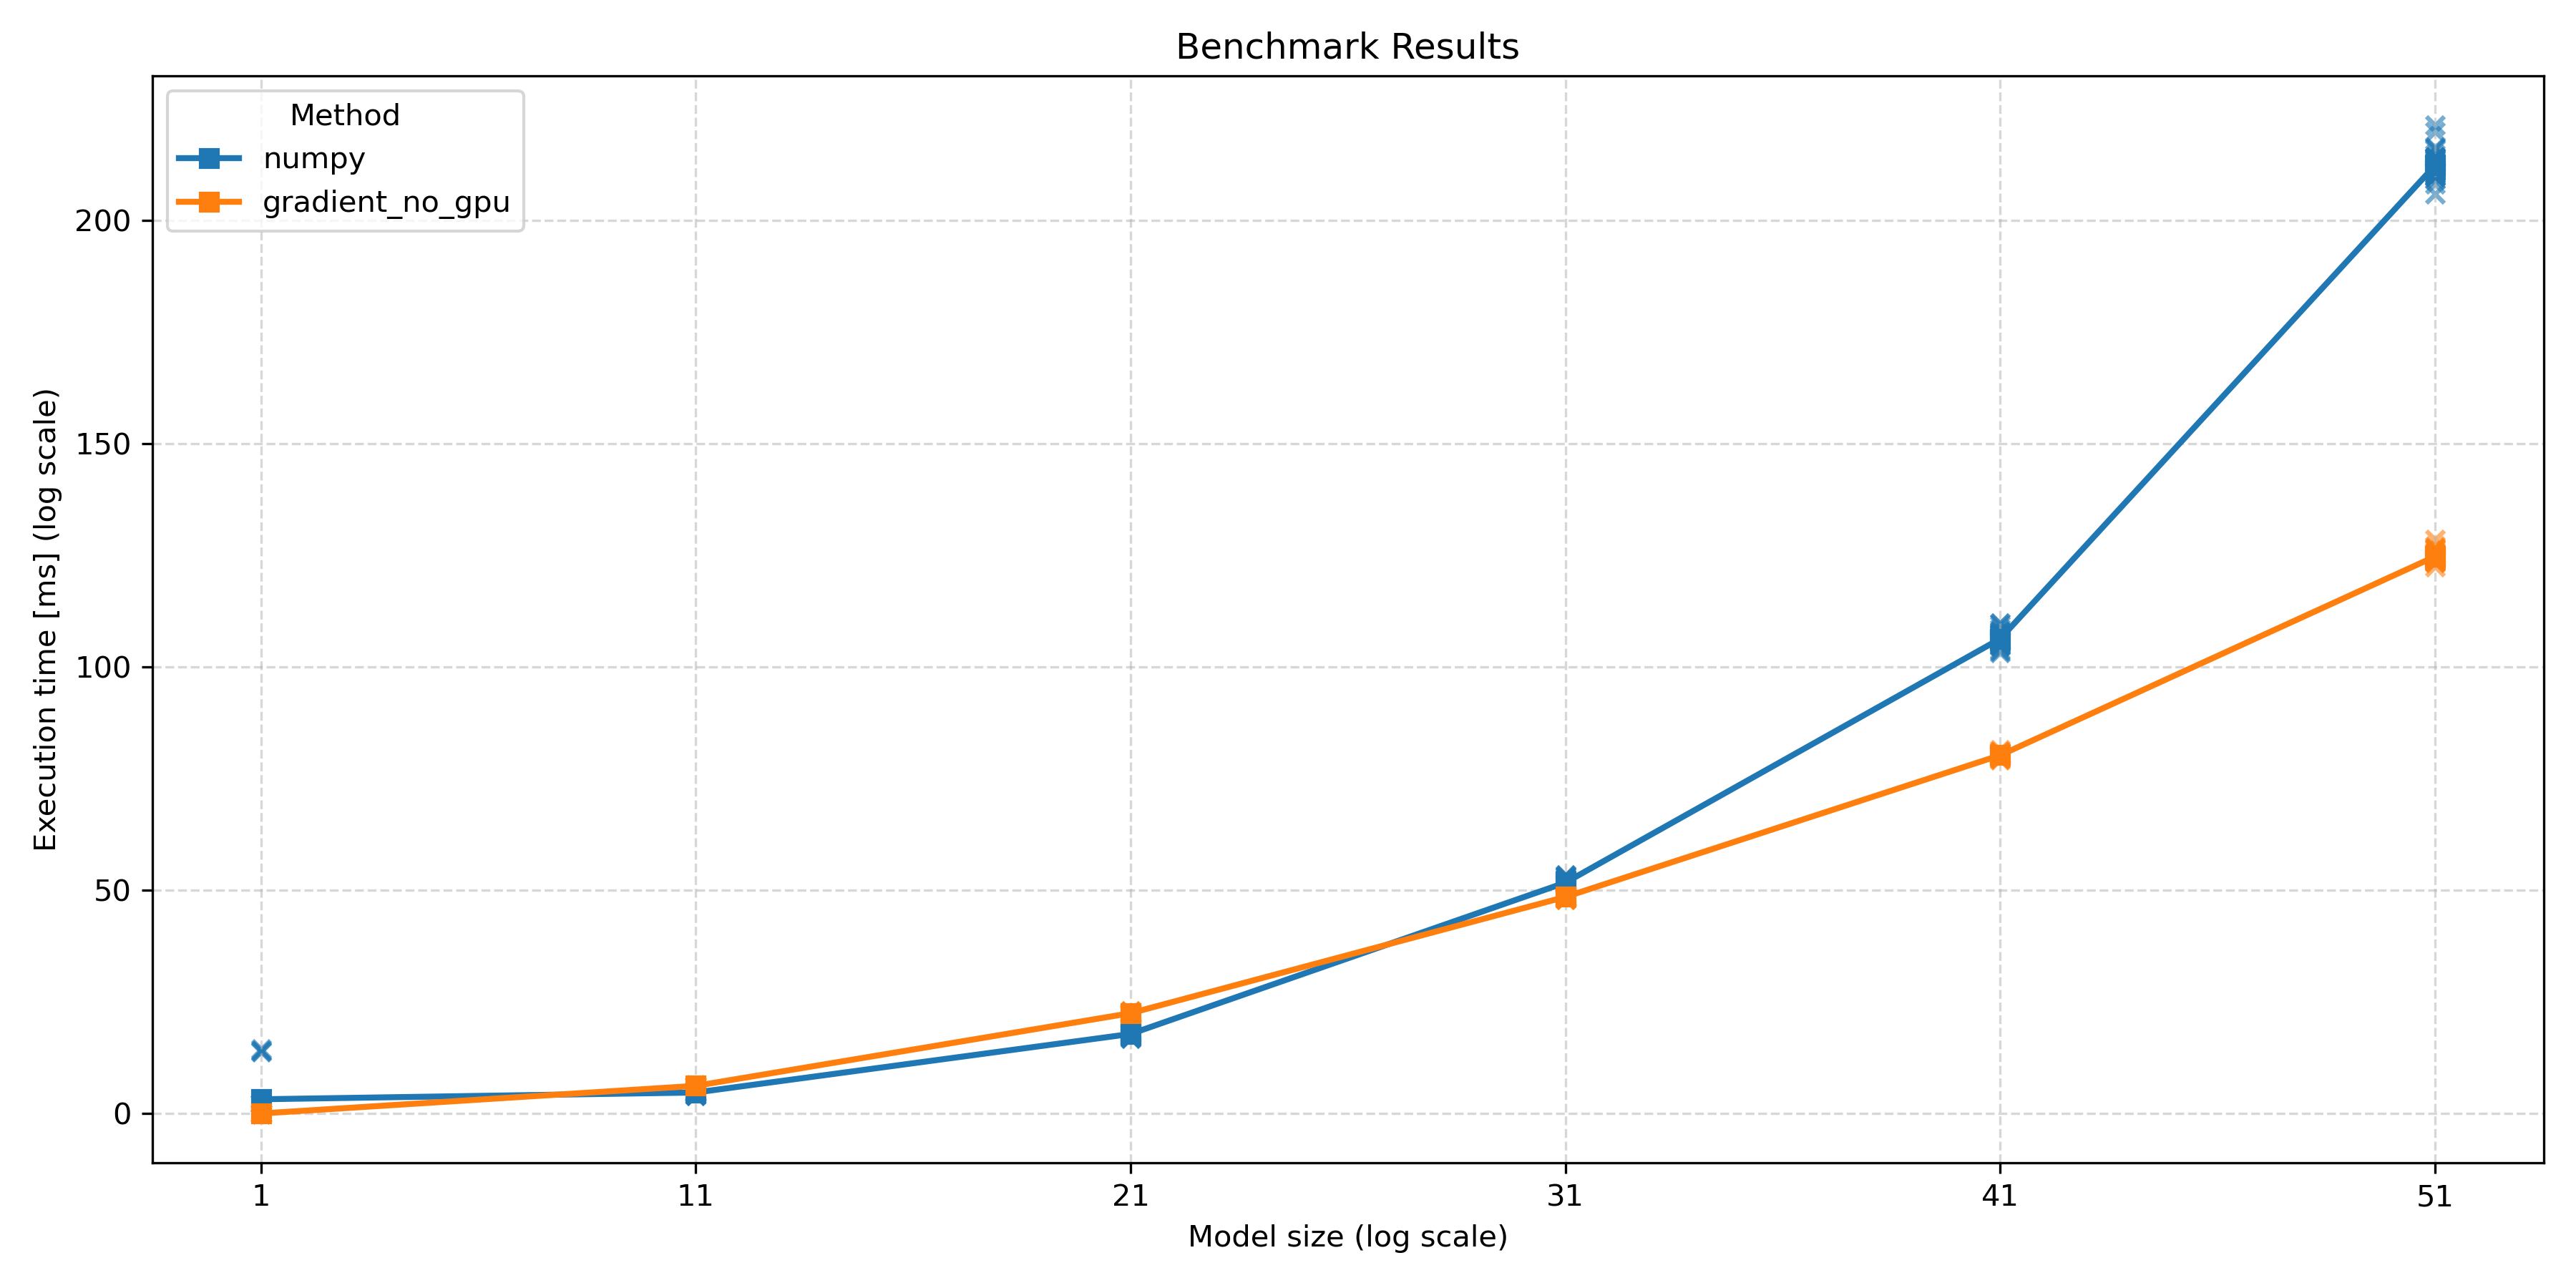 Benchmark Results
Method
numpy
gradient_no_gpu
Execution time [ms] (log scale)
200
150
100
50
0
1 11 21 31 41 51
Model size (log scale)